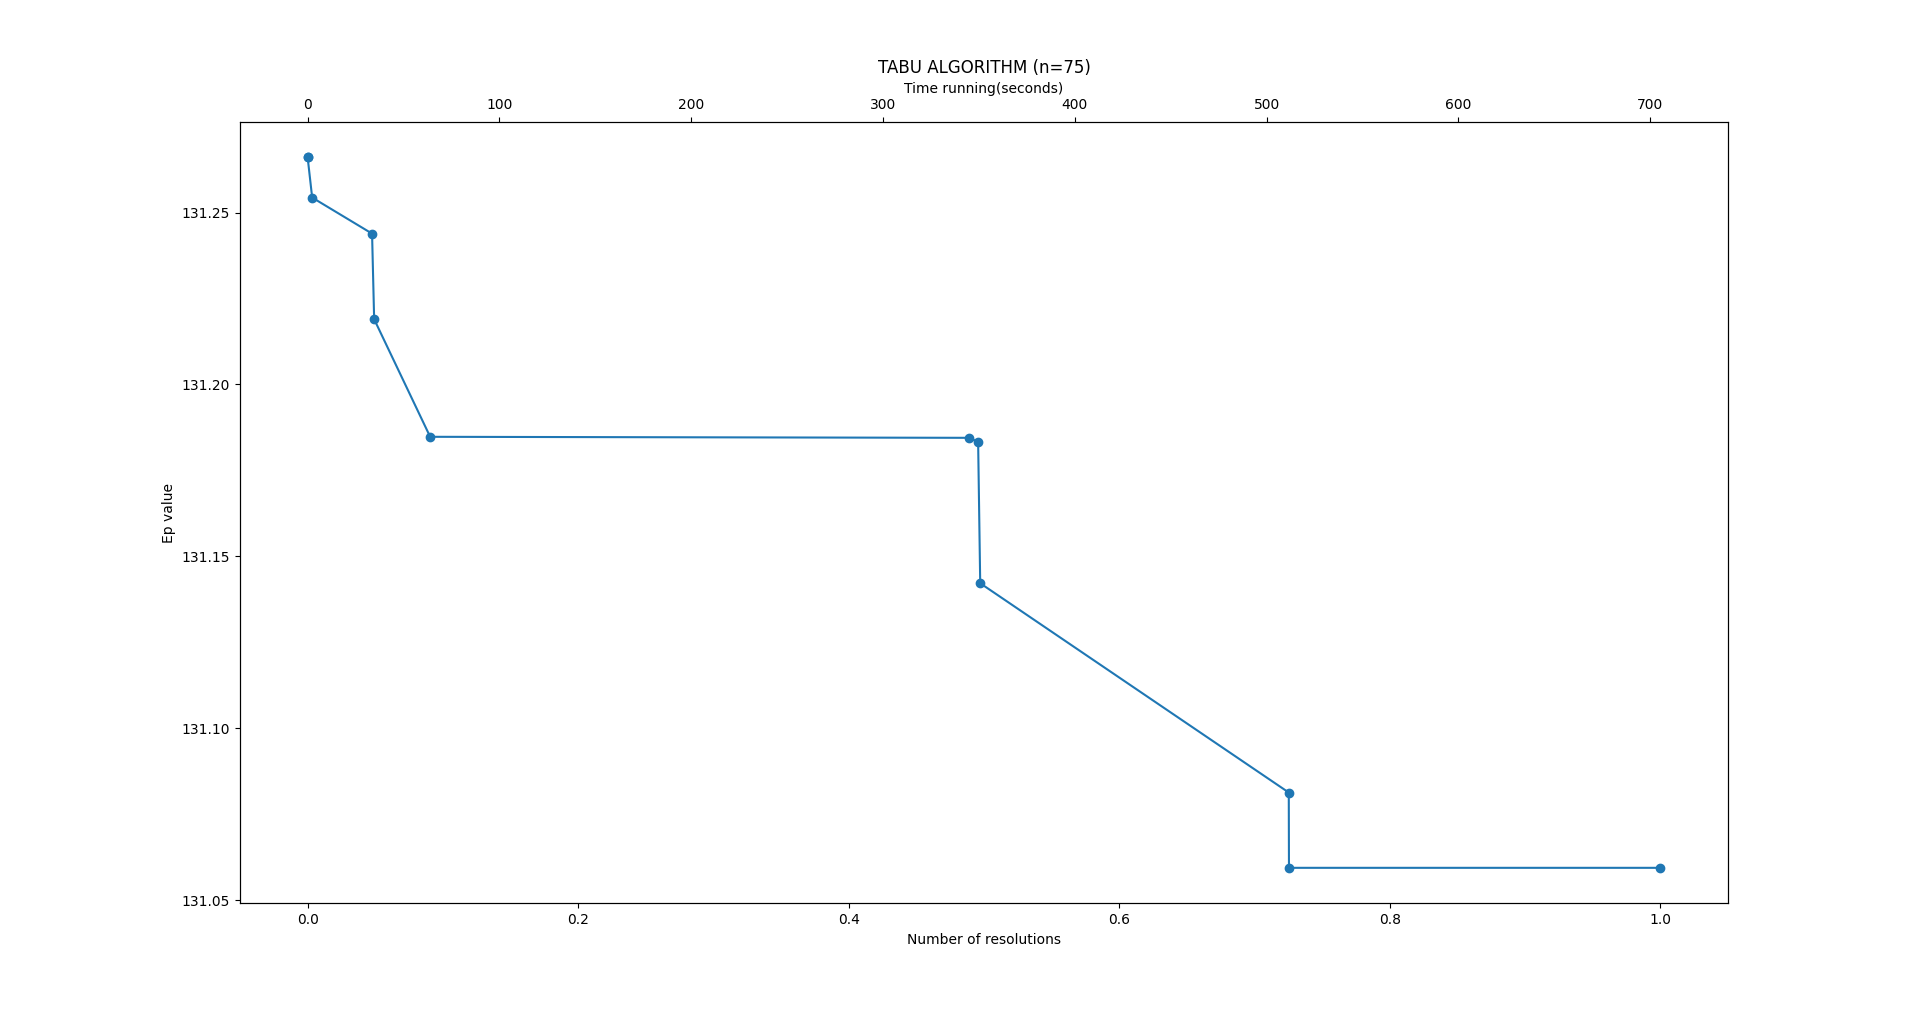 TABU ALGORITHM (n=75)
Time running(seconds)
0 100 200 300 400 500 600 700
131.25
131.20
131.15
131.10
131.05
Ep value
0.0 0.2 0.4 0.6 0.8 1.0
Number of resolutions